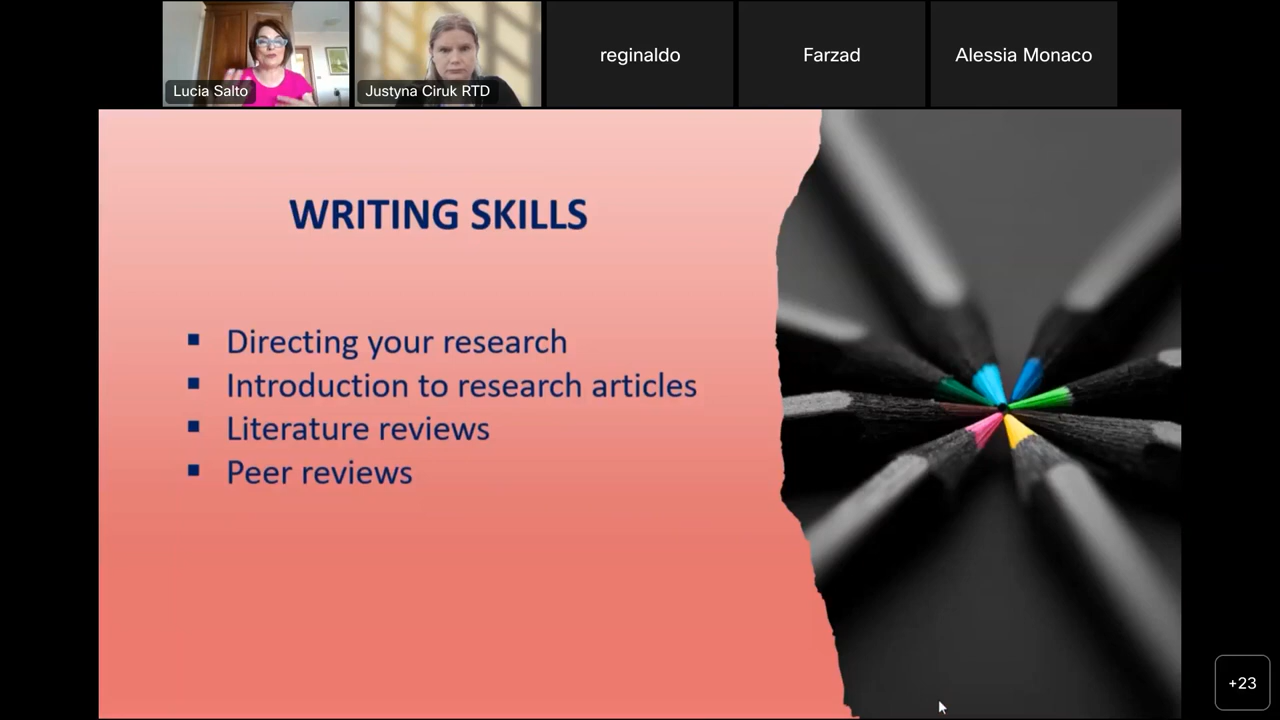 Lucia Salto
Justyna Ciruk RTD
reginaldo
Farzad
Alessia Monaco
WRITING SKILLS
Directing your research
Introduction to research articles
Literature reviews
Peer reviews
+23